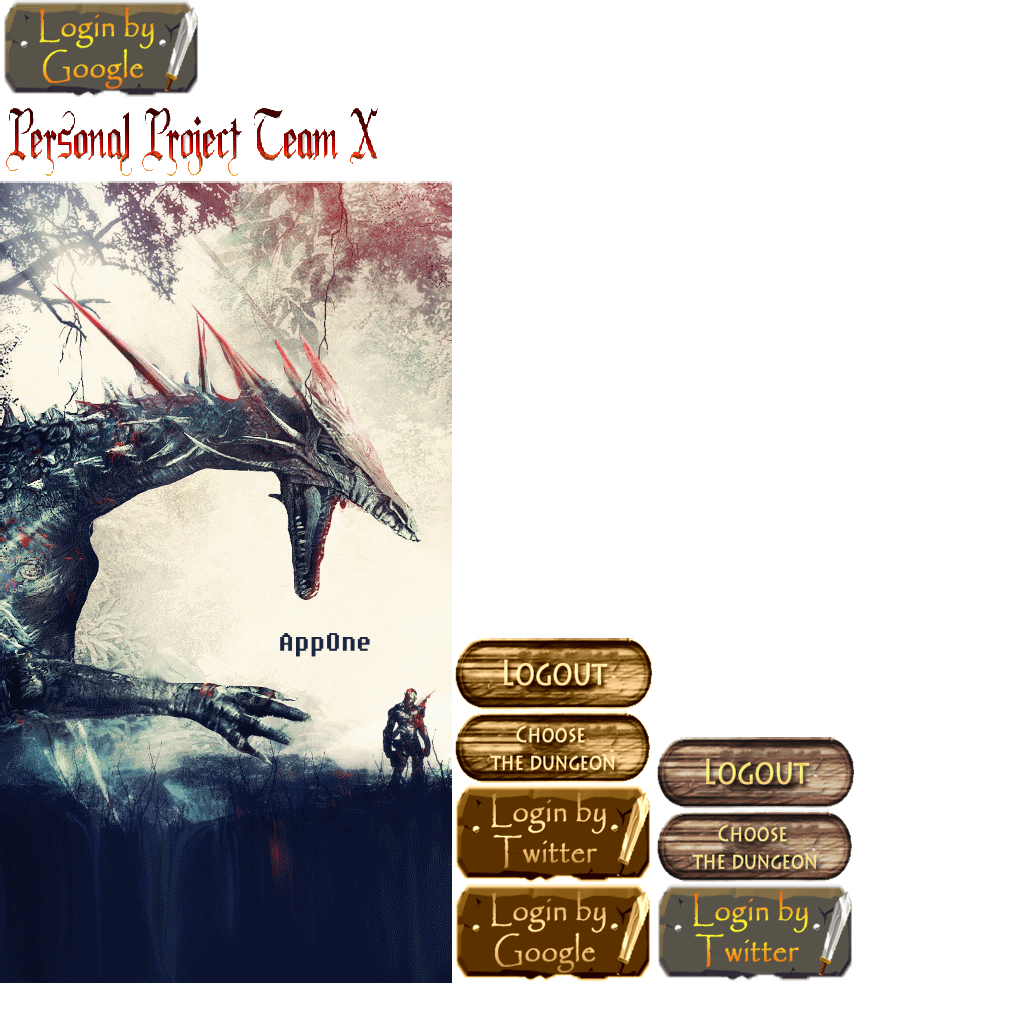 Login by
Google
Personal Project Team X
AppOne
LOGOUT
CHOOSE
THE DUNGEON
Login by
Twitter
Login by
Google
LOGOUT
CHOOSE
THE DUNGEON
Login by
Twitter